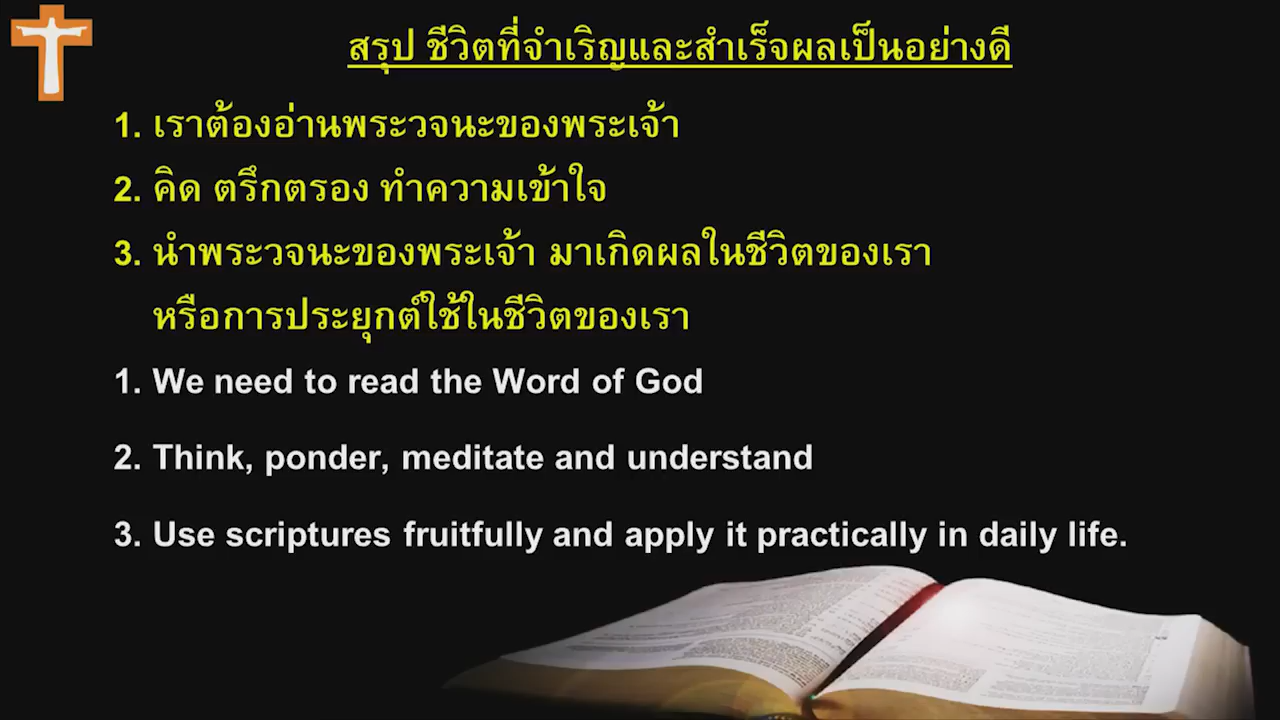 สรุป ชีวิตที่จำเริญและสำเร็จผลเป็นอย่างดี
1. เราต้องอ่านพระวจนะของพระเจ้า
2. คิด ตรึกตรอง ทำความเข้าใจ
3. นำพระวจนะของพระเจ้า มาเกิดผลในชีวิตของเรา
หรือการประยุกต์ใช้ในชีวิตของเรา
1. We need to read the Word of God
2. Think, ponder, meditate and understand
3. Use scriptures fruitfully and apply it practically in daily life.